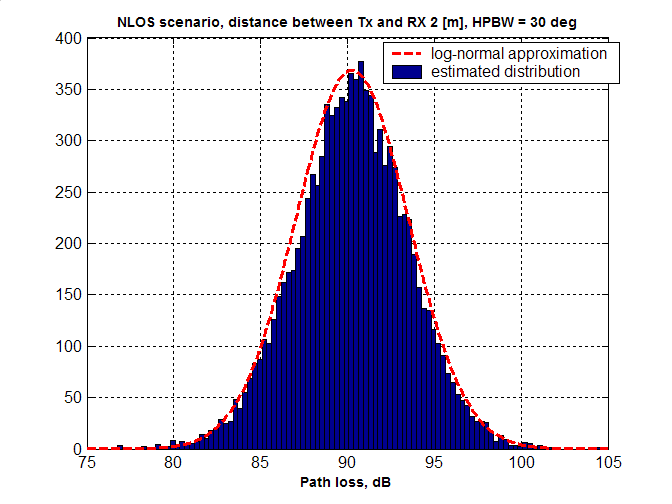 NLOS scenario, distance between Tx and RX 2 [m], HPBW = 30 deg
log-normal approximation
estimated distribution
400
350
300
250
200
150
100
50
0
75 80 85 90 95 100 105
Path loss, dB